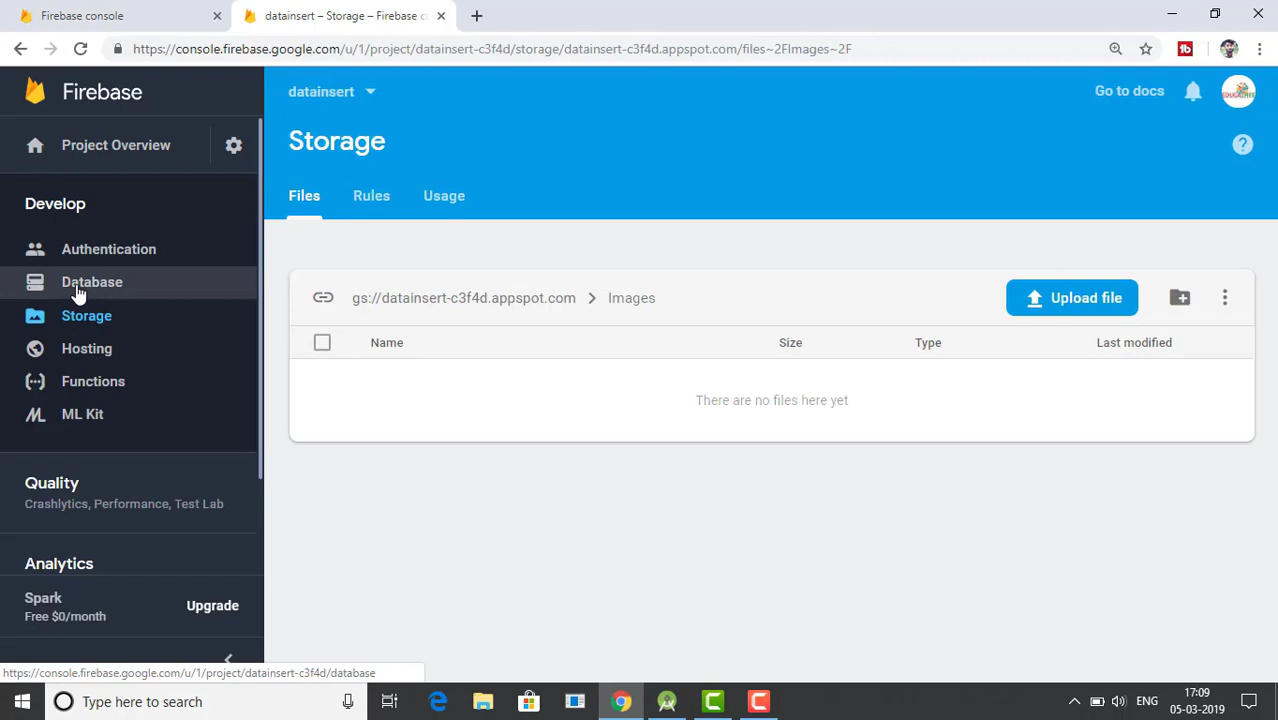 Firebase console
datainsert – Storage – Firebase c
https://console.firebase.google.com/u/1/project/datainsert-c3f4d/storage/datainsert-c3f4d.appspot.com/files~2FImages~2F
Firebase
datainsert
Go to docs
Project Overview
Storage
Files Rules Usage
Develop
Authentication
Database
Storage
Hosting
Functions
ML Kit
gs://datainsert-c3f4d.appspot.com > Images
Upload file
Name Size Type Last modified
There are no files here yet
Quality
Crashlytics, Performance, Test Lab
Analytics
Spark
Free $0/month
Upgrade
https://console.firebase.google.com/u/1/project/datainsert-c3f4d/database
Type here to search
ENG
17:09
05-03-2019